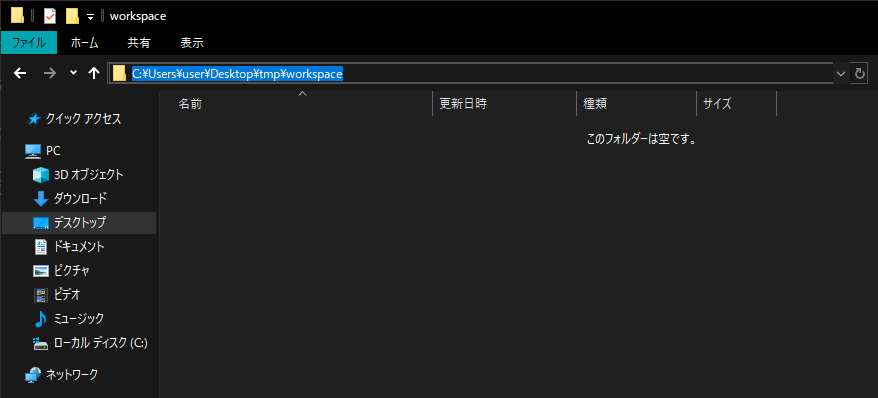 workspace
ファイル ホーム 共有 表示
C:¥Users¥user¥Desktop¥tmp¥workspace
名前 更新日時 種類 サイズ
このフォルダーは空です。
クイック アクセス
PC
3D オブジェクト
ダウンロード
デスクトップ
ドキュメント
ピクチャ
ビデオ
ミュージック
ローカル ディスク (C:)
ネットワーク